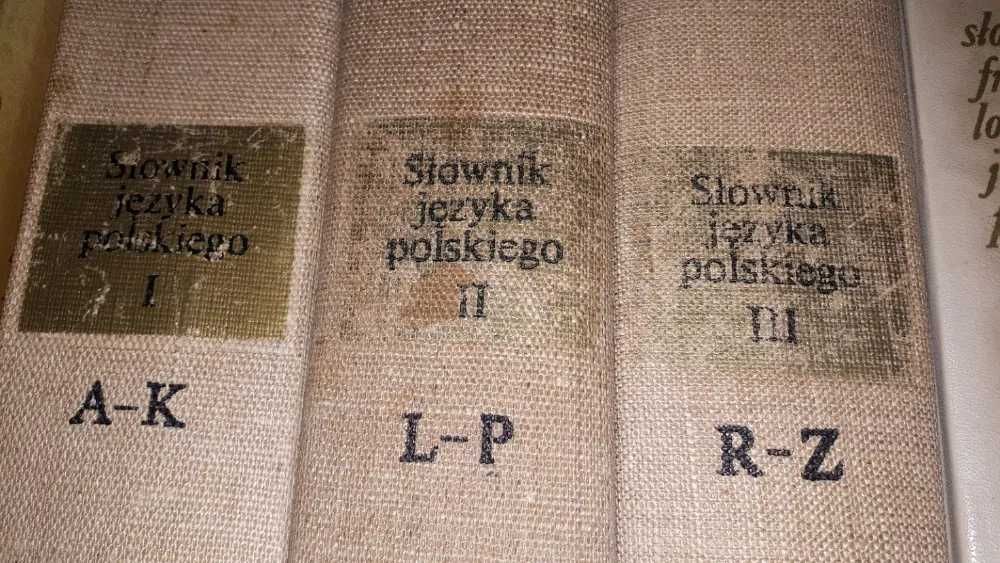 Słownik
języka
polskiego
I
A-K
Słownik
języka
polskiego
II
L-P
Słownik
języka
polskiego
III
R-Z